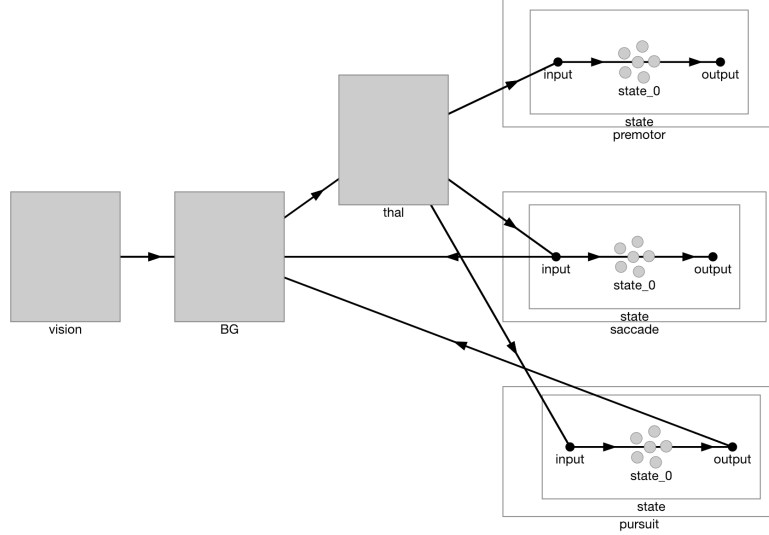 input
output
state_0
state
premotor
thal
vision
BG
input
output
state_0
state
saccade
input
output
state_0
state
pursuit